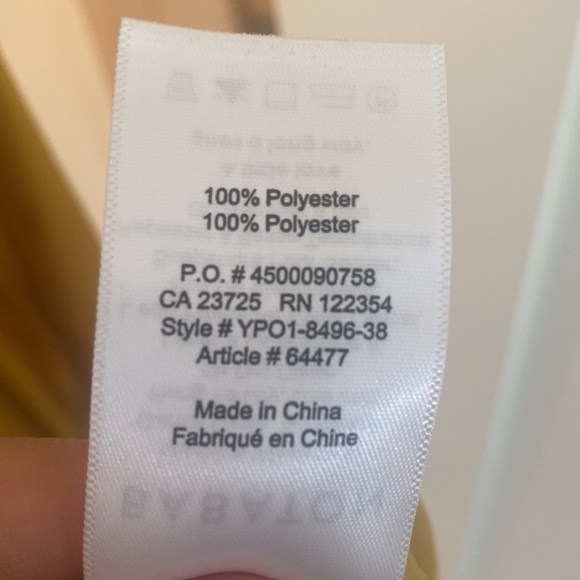 100% Polyester
100% Polyester
P.O. # 4500090758
CA 23725 RN 122354
Style # YPO1-8496-38
Article # 64477
Made in China
Fabriqué en Chine
BABATON